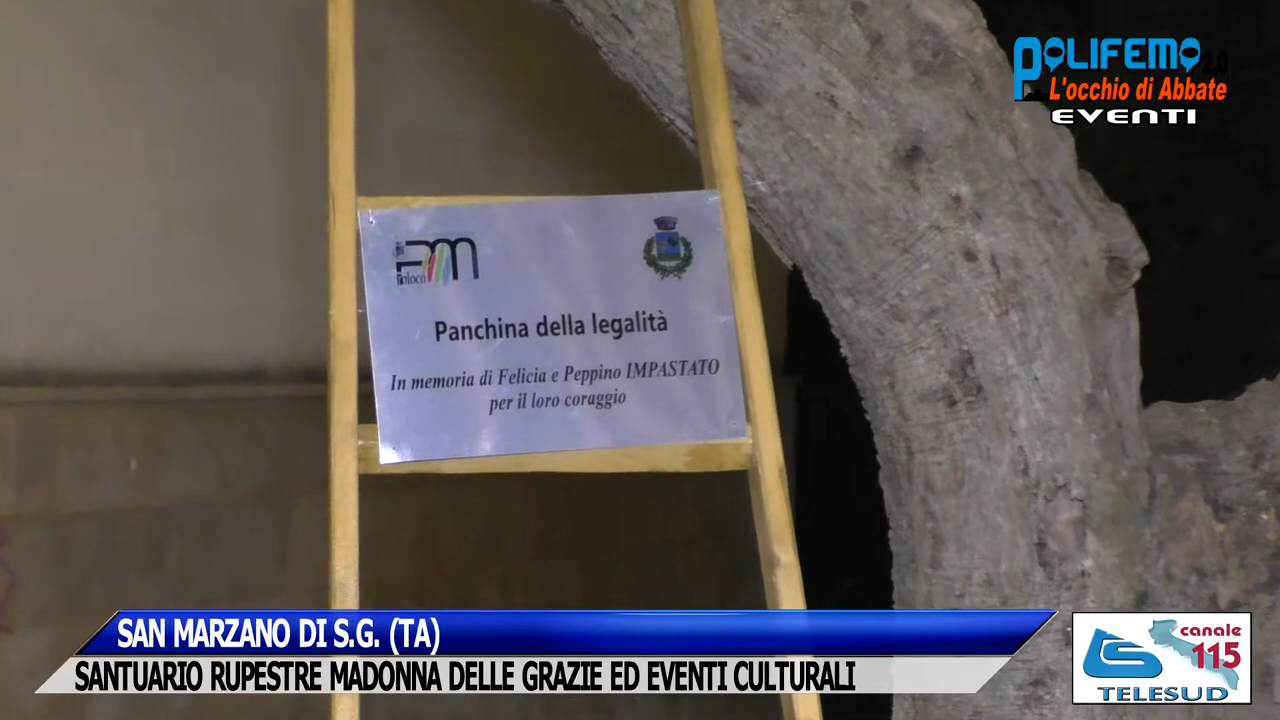 POLIFEMO 2.0
L'occhio di Abbate
EVENTI
Proloco
Panchina della legalità
In memoria di Felicia e Peppino IMPASTATO
per il loro coraggio
SAN MARZANO DI S.G. (TA)
SANTUARIO RUPESTRE MADONNA DELLE GRAZIE ED EVENTI CULTURALI
canale
115
TELESUD